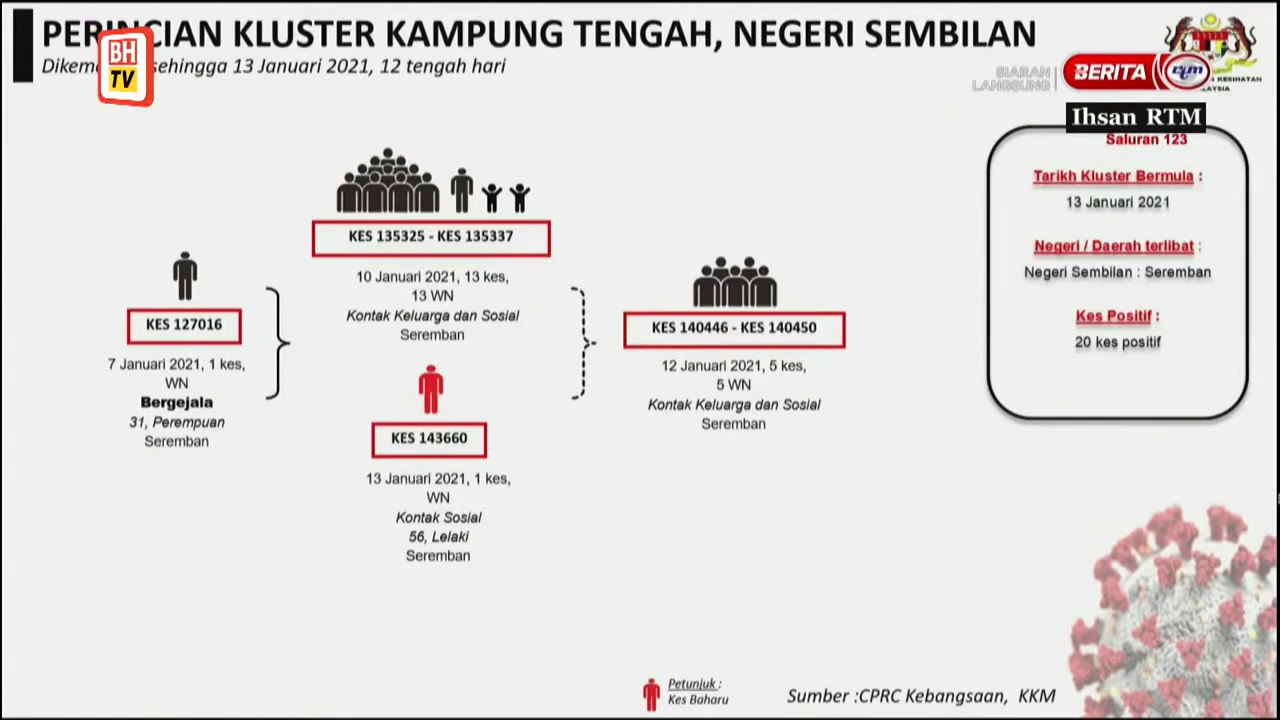 PERINCIAN KLUSTER KAMPUNG TENGAH, NEGERI SEMBILAN
BH
TV
sehingga 13 Januari 2021, 12 tengah hari
SIARAN
LANGSUNG
BERITA
rtm
KESIHATAN
Ihsan RTM
Saluran 123
Tarikh Kluster Bermula :
13 Januari 2021
Negeri / Daerah terlibat :
Negeri Sembilan : Seremban
Kes Positif :
20 kes positif
KES 127016
7 Januari 2021, 1 kes,
WN
Bergejala
31, Perempuan
Seremban
KES 135325 - KES 135337
10 Januari 2021, 13 kes,
13 WN
Kontak Keluarga dan Sosial
Seremban
KES 143660
13 Januari 2021, 1 kes,
WN
Kontak Sosial
56, Lelaki
Seremban
KES 140446 - KES 140450
12 Januari 2021, 5 kes,
5 WN
Kontak Keluarga dan Sosial
Seremban
Petunjuk :
Kes Baharu
Sumber :CPRC Kebangsaan, KKM